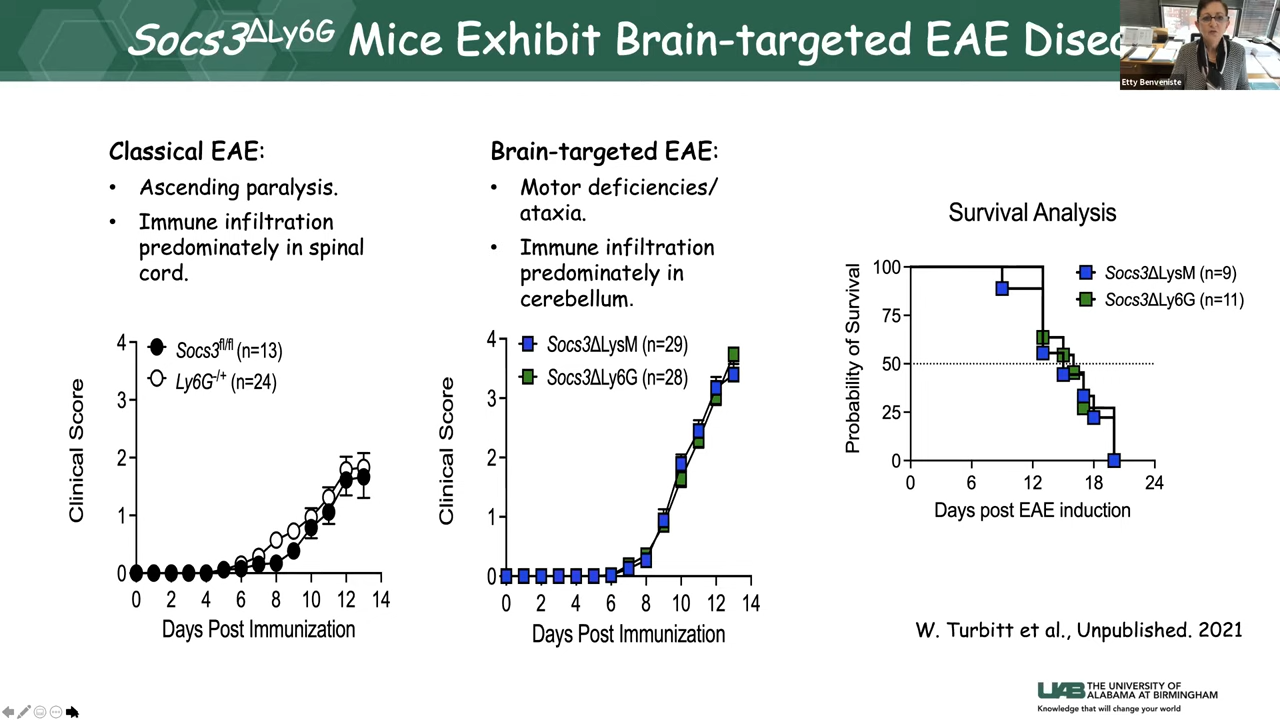 Socs3ΔLy6G Mice Exhibit Brain-targeted EAE
Etty Benveniste
Classical EAE:
• Ascending paralysis.
• Immune infiltration
predominately in spinal
cord.
Brain-targeted EAE:
• Motor deficiencies/
ataxia.
• Immune infiltration
predominately in
cerebellum.
4
3
2
1
0
Clinical Score
Socs3fl/fl (n=13)
Ly6G-/+ (n=24)
0 2 4 6 8 10 12 14
Days Post Immunization
4
3
2
1
0
Clinical Score
Socs3ΔLysM (n=29)
Socs3ΔLy6G (n=28)
0 2 4 6 8 10 12 14
Days Post Immunization
Survival Analysis
100
75
50
25
0
Probability of Survival
Socs3ΔLysM (n=9)
Socs3ΔLy6G (n=11)
0 6 12 18 24
Days post EAE induction
W. Turbitt et al., Unpublished. 2021
UAB THE UNIVERSITY OF
ALABAMA AT BIRMINGHAM
Knowledge that will change your world